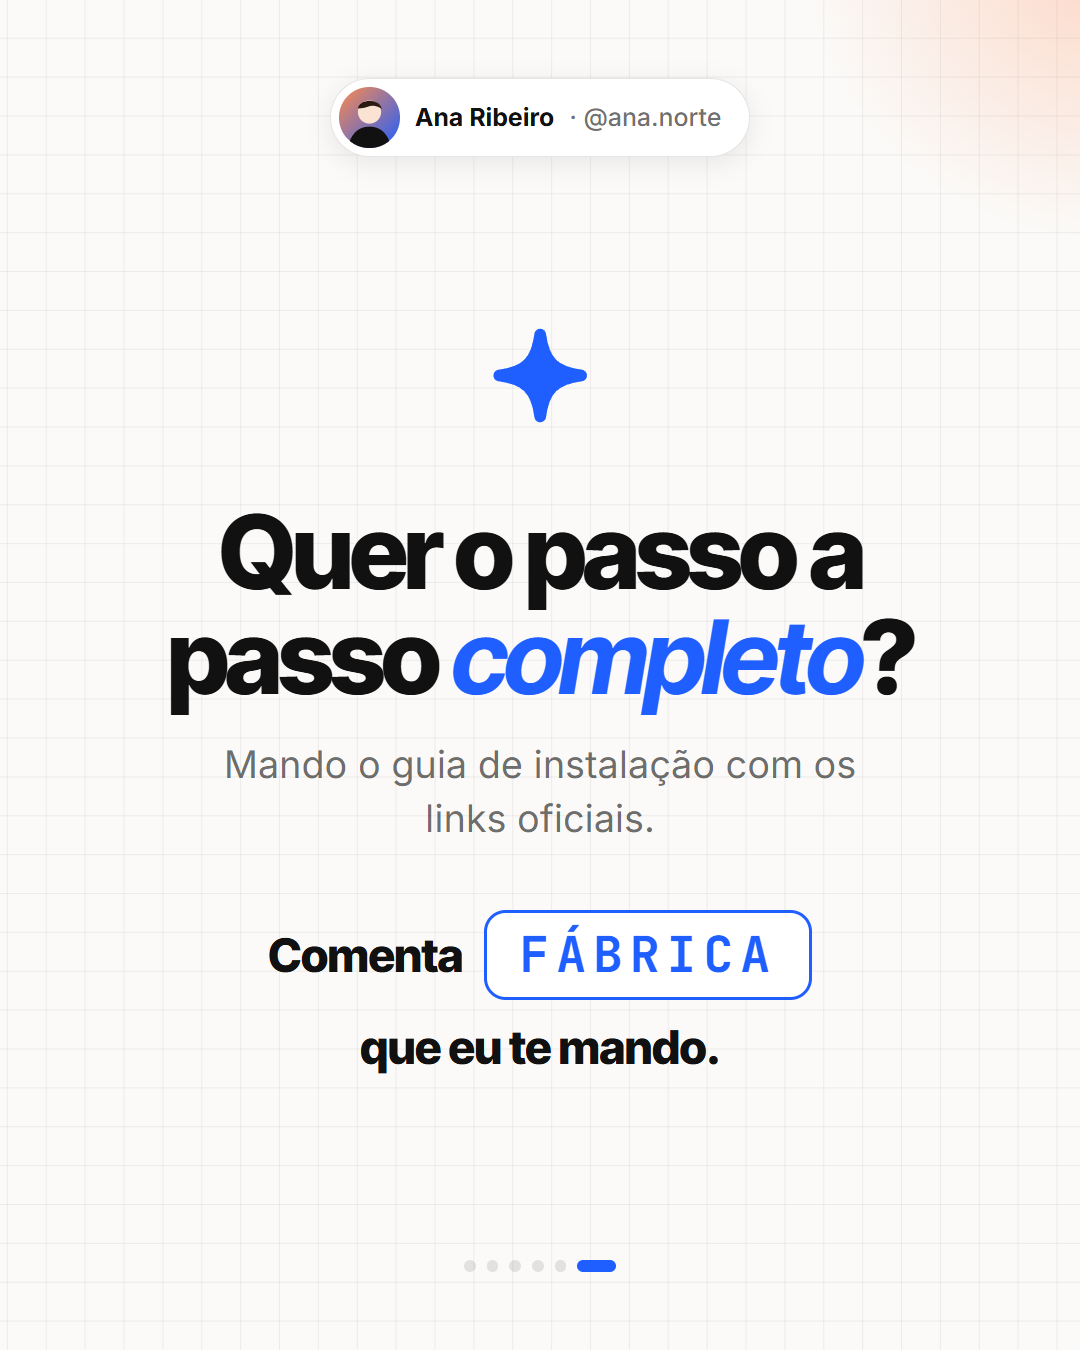 Ana Ribeiro · @ana.norte
Quer o passo a
passo completo?
Mando o guia de instalação com os
links oficiais.
Comenta FÁBRICA
que eu te mando.